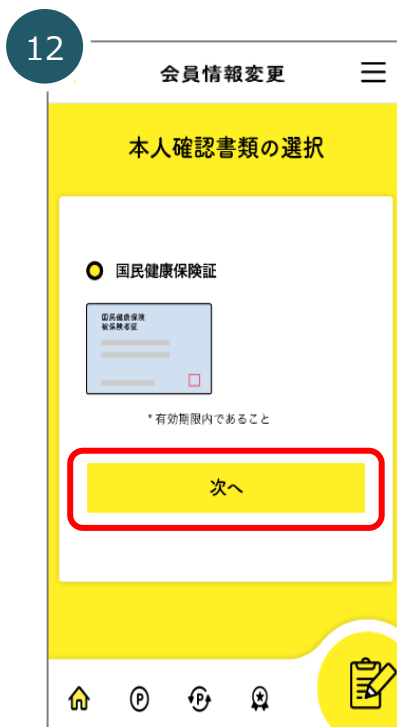 12
会員情報変更
本人確認書類の選択
国民健康保険証
国民健康保険
被保険者証
*有効期限内であること
次へ
P
P